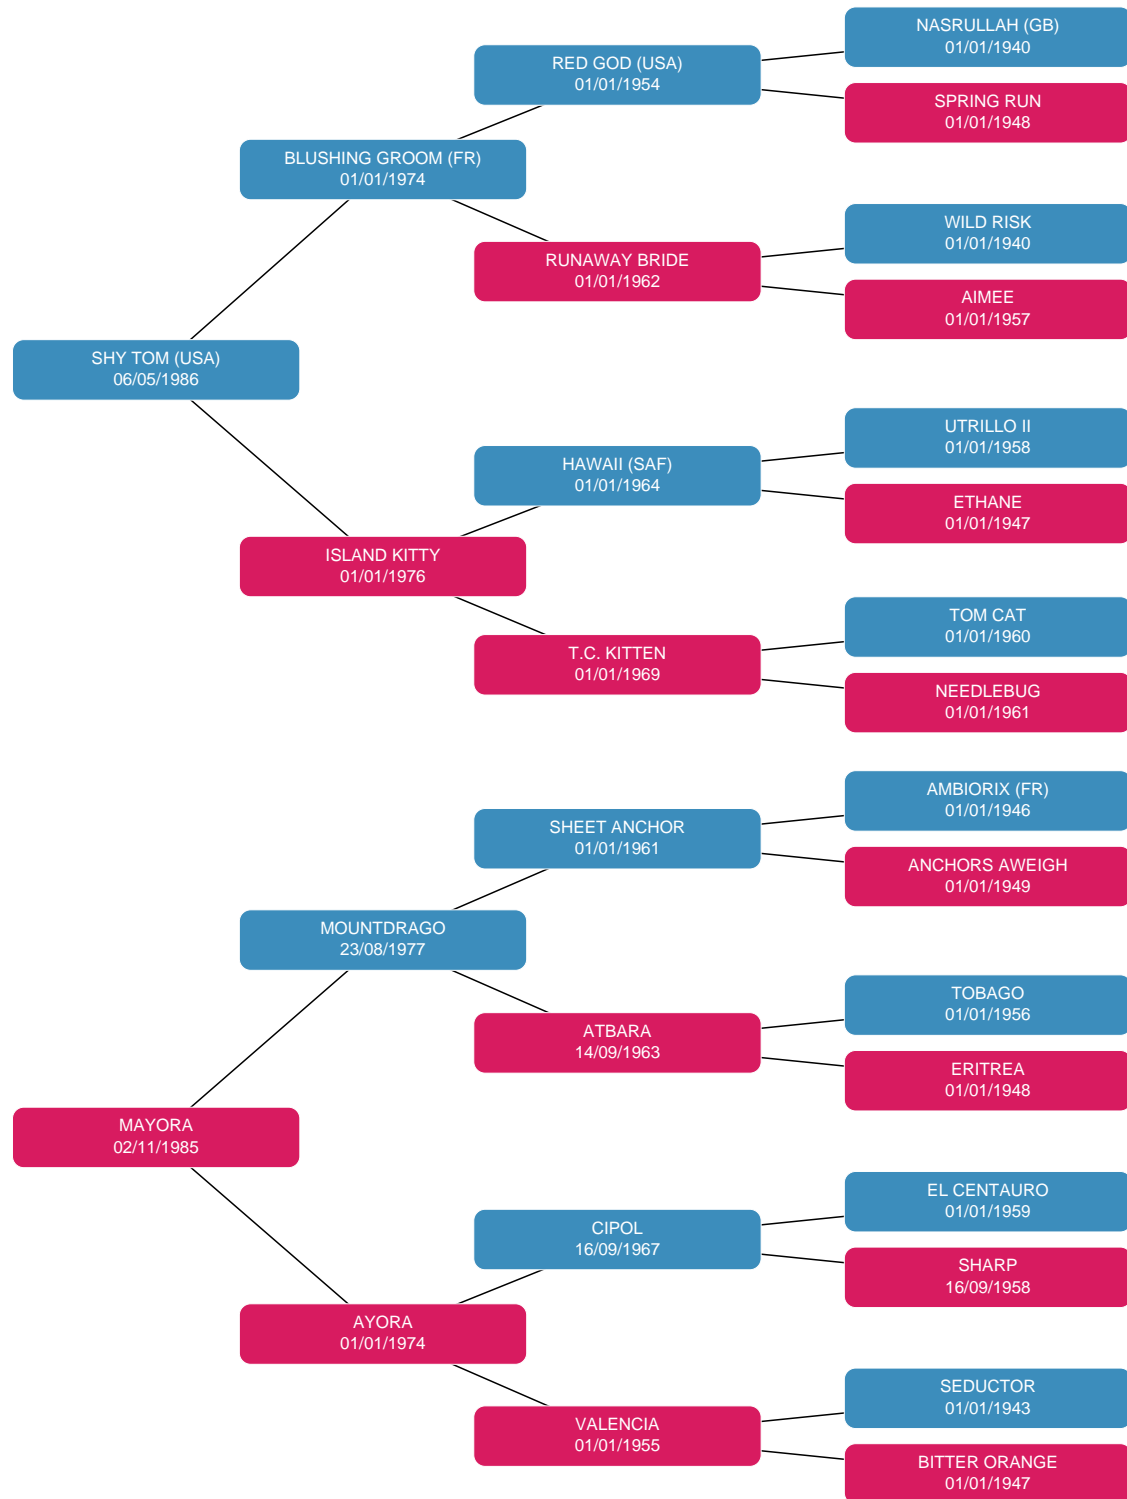 NASRULLAH (GB)
01/01/1940
RED GOD (USA)
01/01/1954
SPRING RUN
01/01/1948
BLUSHING GROOM (FR)
01/01/1974
WILD RISK
01/01/1940
RUNAWAY BRIDE
01/01/1962
AIMEE
01/01/1957
SHY TOM (USA)
06/05/1986
UTRILLO II
01/01/1958
HAWAII (SAF)
01/01/1964
ETHANE
01/01/1947
ISLAND KITTY
01/01/1976
TOM CAT
01/01/1960
T.C. KITTEN
01/01/1969
NEEDLEBUG
01/01/1961
AMBIORIX (FR)
01/01/1946
SHEET ANCHOR
01/01/1961
ANCHORS AWEIGH
01/01/1949
MOUNTDRAGO
23/08/1977
TOBAGO
01/01/1956
ATBARA
14/09/1963
ERITREA
01/01/1948
MAYORA
02/11/1985
EL CENTAURO
01/01/1959
CIPOL
16/09/1967
SHARP
16/09/1958
AYORA
01/01/1974
SEDUCTOR
01/01/1943
VALENCIA
01/01/1955
BITTER ORANGE
01/01/1947